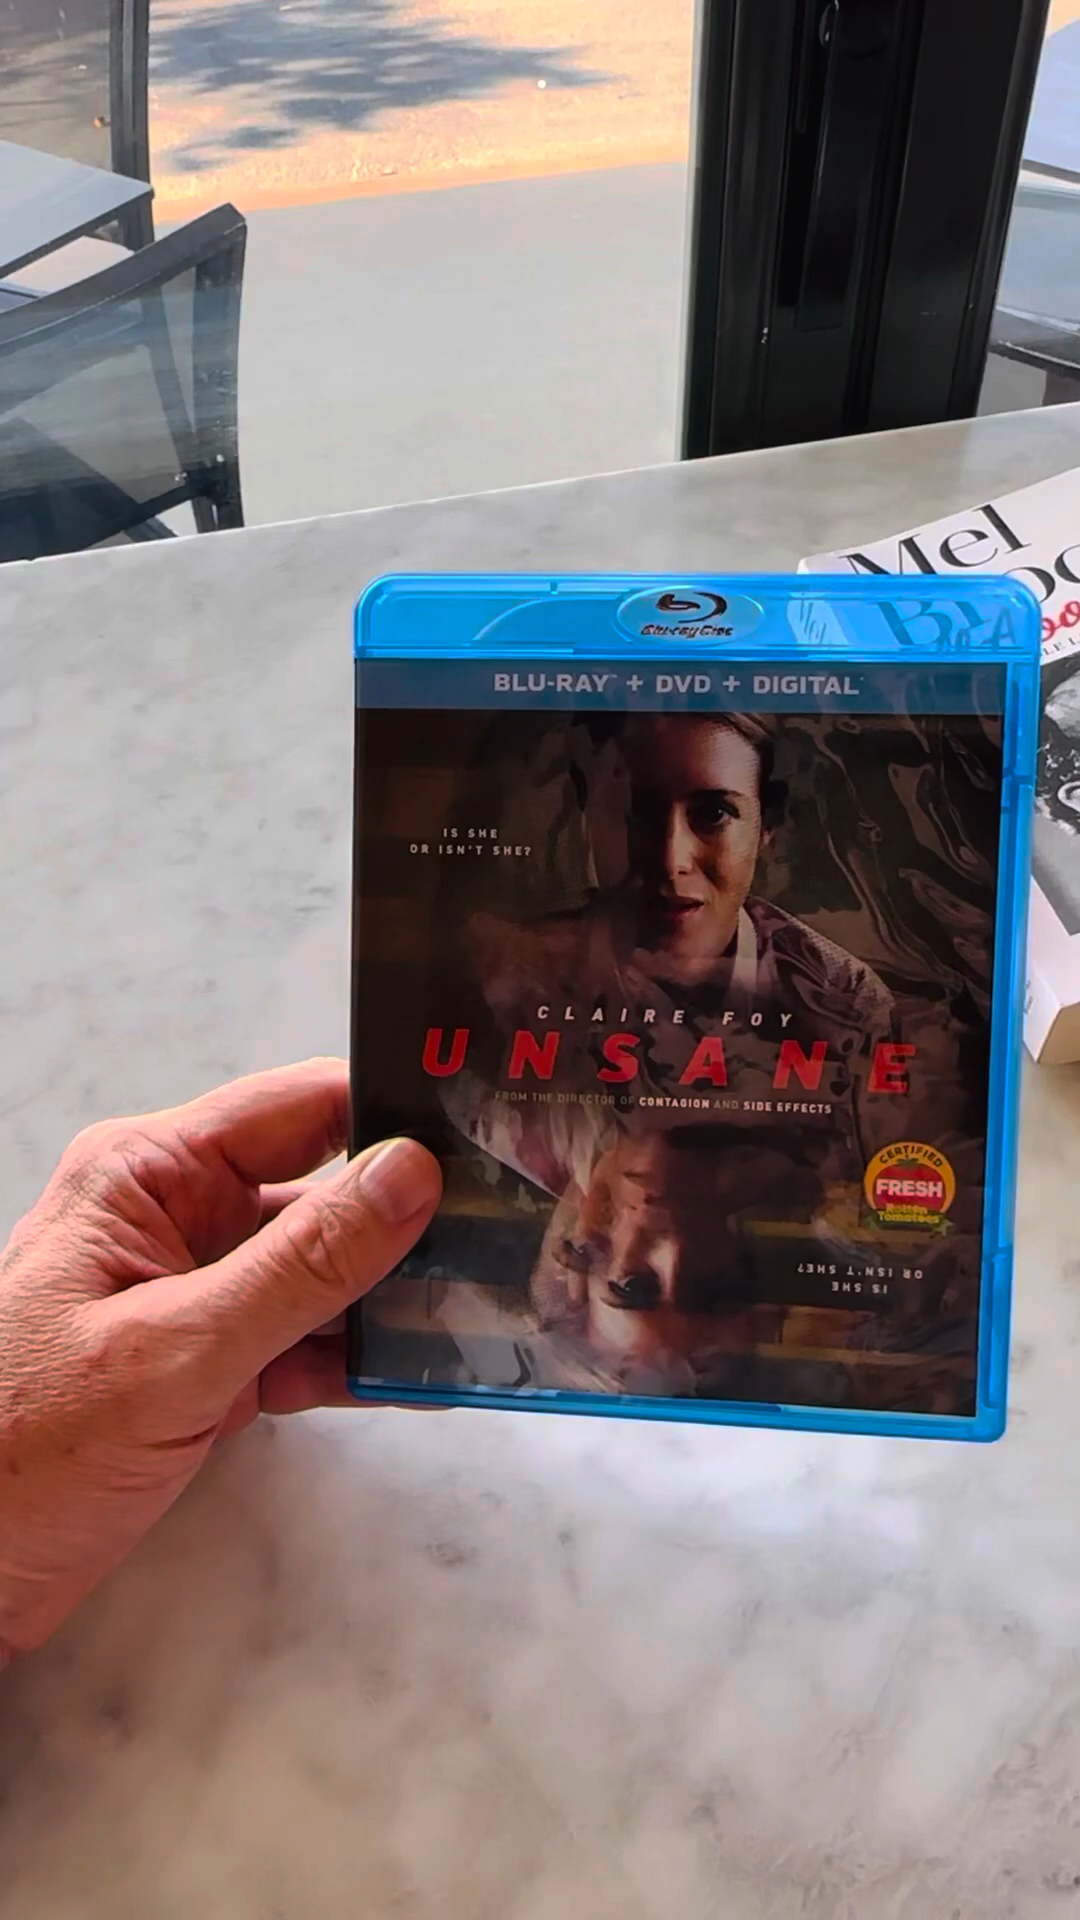 Mel
Blu-ray Disc
BLU-RAY™ + DVD + DIGITAL
IS SHE
OR ISN'T SHE?
CLAIRE FOY
UNSANE
FROM THE DIRECTOR OF CONTAGION AND SIDE EFFECTS
CERTIFIED
FRESH
Rotten
Tomatoes
IS SHE
OR ISN'T SHE?